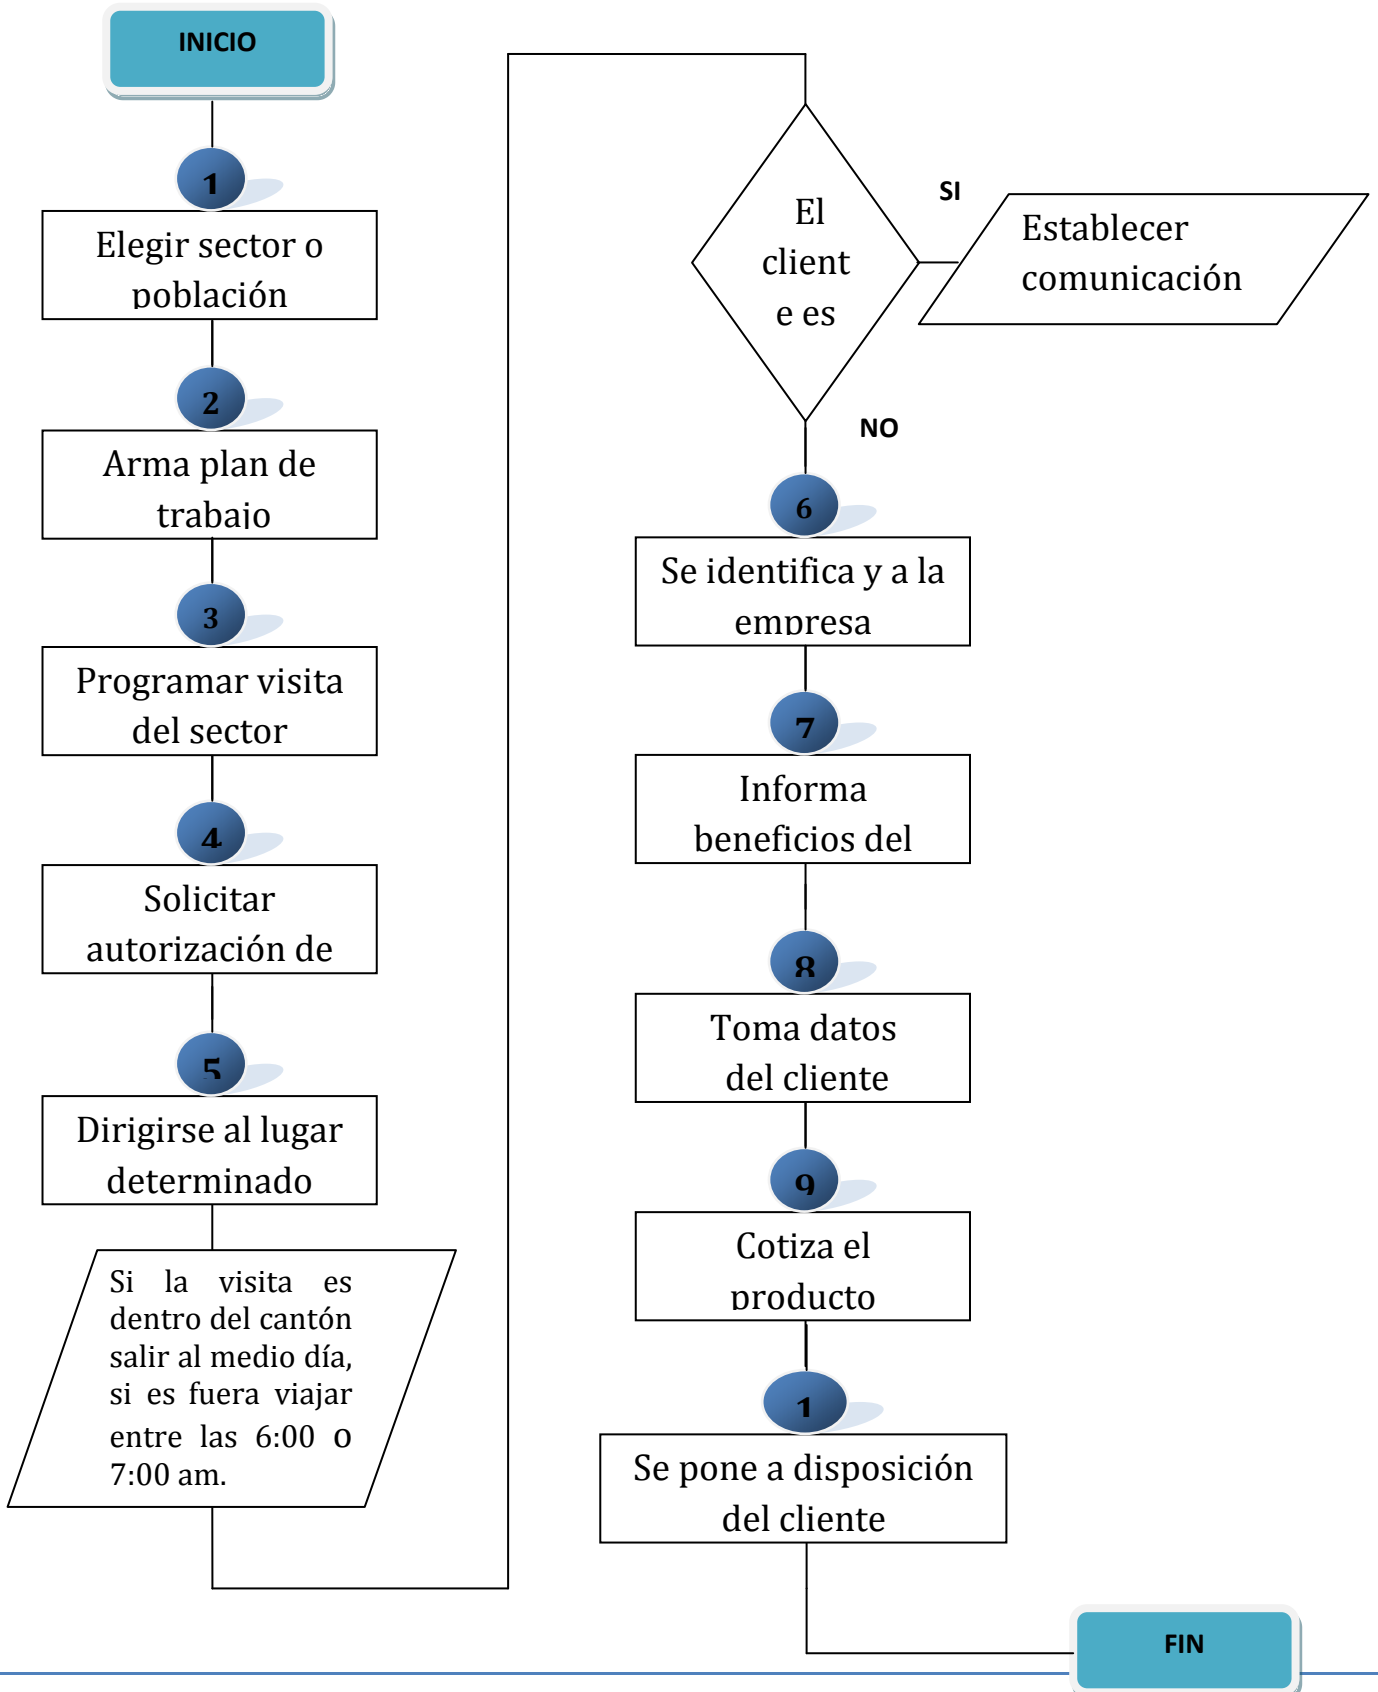 INICIO
1
Elegir sector o
población
2
Arma plan de
trabajo
3
Programar visita
del sector
4
Solicitar
autorización de
5
Dirigirse al lugar
determinado
Si la visita es
dentro del cantón
salir al medio día,
si es fuera viajar
entre las 6:00 o
7:00 am.
El
client
e es
SI
Establecer
comunicación
NO
6
Se identifica y a la
empresa
7
Informa
beneficios del
8
Toma datos
del cliente
9
Cotiza el
producto
1
Se pone a disposición
del cliente
FIN